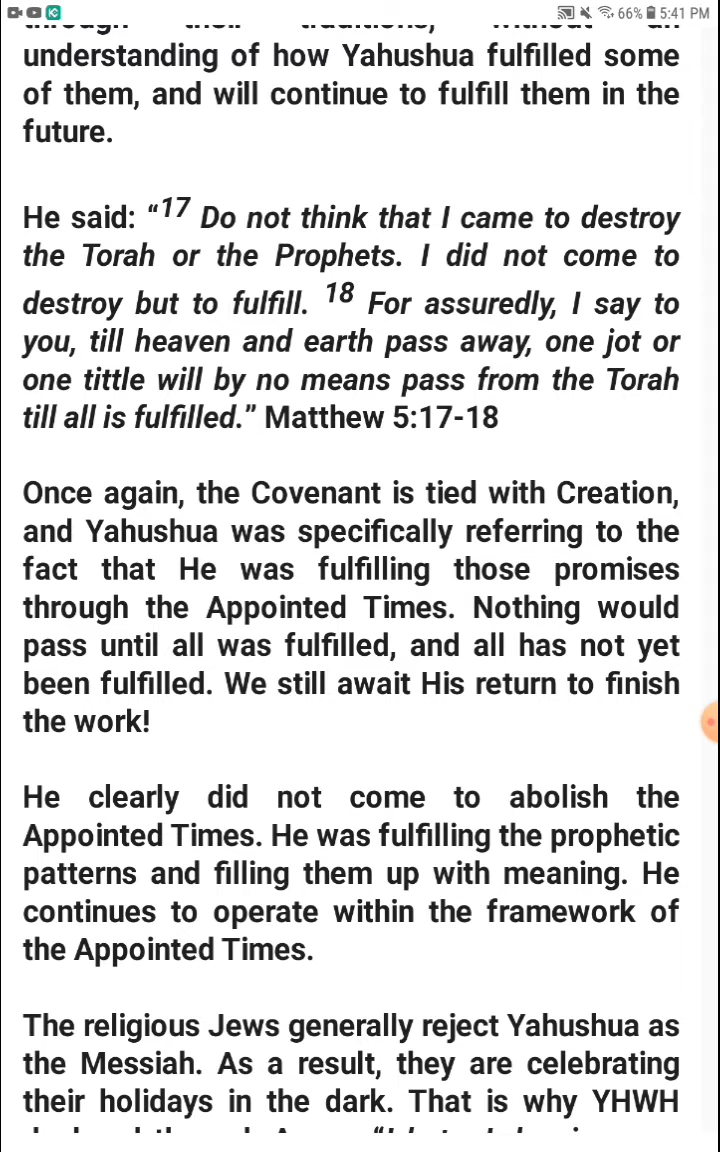 66% 5:41 PM
through their traditions, without an
understanding of how Yahushua fulfilled some
of them, and will continue to fulfill them in the
future.
He said: “17 Do not think that I came to destroy
the Torah or the Prophets. I did not come to
destroy but to fulfill. 18 For assuredly, I say to
you, till heaven and earth pass away, one jot or
one tittle will by no means pass from the Torah
till all is fulfilled.” Matthew 5:17-18
Once again, the Covenant is tied with Creation,
and Yahushua was specifically referring to the
fact that He was fulfilling those promises
through the Appointed Times. Nothing would
pass until all was fulfilled, and all has not yet
been fulfilled. We still await His return to finish
the work!
He clearly did not come to abolish the
Appointed Times. He was fulfilling the prophetic
patterns and filling them up with meaning. He
continues to operate within the framework of
the Appointed Times.
The religious Jews generally reject Yahushua as
the Messiah. As a result, they are celebrating
their holidays in the dark. That is why YHWH